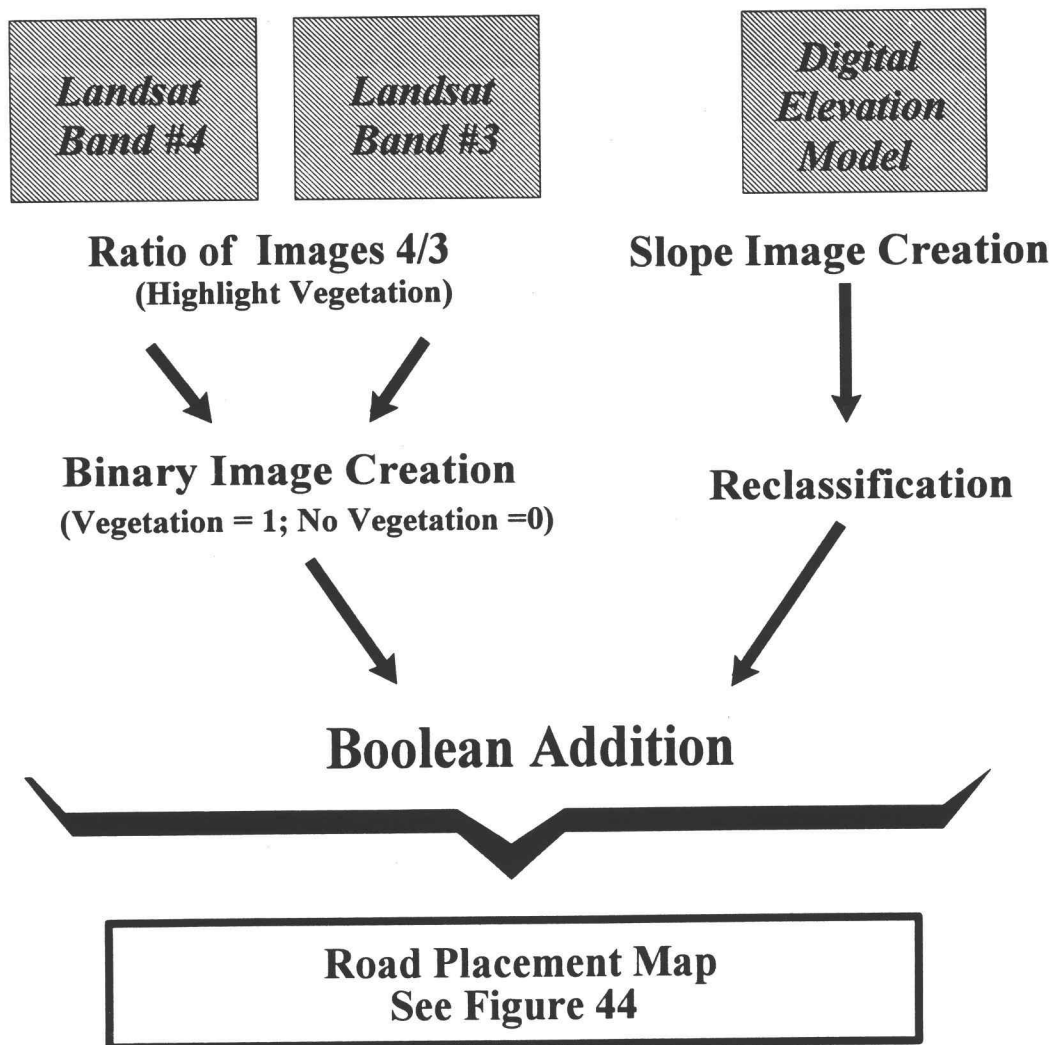 Landsat
Band #4
Landsat
Band #3
Digital
Elevation
Model
Ratio of Images 4/3
(Highlight Vegetation)
Slope Image Creation
Binary Image Creation
(Vegetation = 1; No Vegetation =0)
Reclassification
Boolean Addition
Road Placement Map
See Figure 44